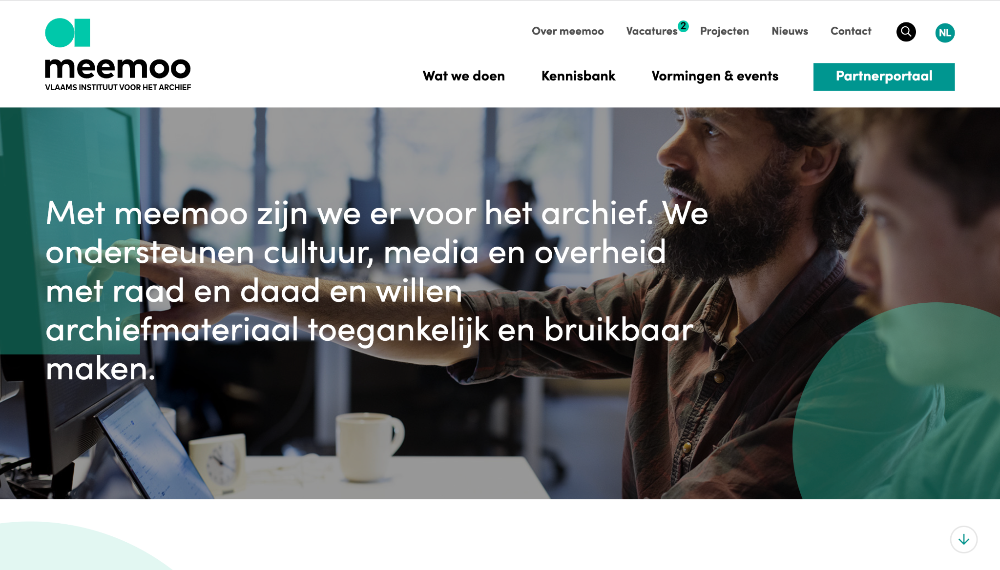 Over meemoo Vacatures 2 Projecten Nieuws Contact NL
meemoo
VLAAMS INSTITUUT VOOR HET ARCHIEF
Wat we doen Kennisbank Vormingen & events Partnerportaal
Met meemoo zijn we er voor het archief. We
ondersteunen cultuur, media en overheid
met raad en daad en willen
archiefmateriaal toegankelijk en bruikbaar
maken.